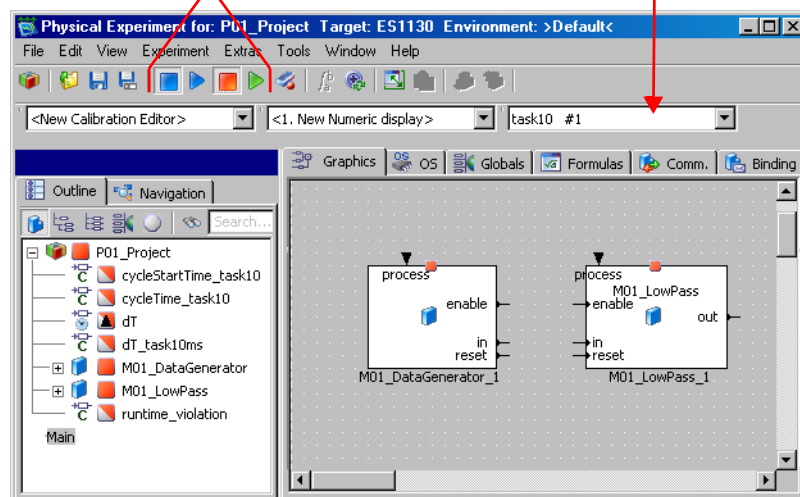 Physical Experiment for: P01_Project Target: ES1130 Environment: >Default<
File Edit View Experiment Extras Tools Window Help
<New Calibration Editor> <1. New Numeric display> task10 #1
Graphics OS OS Globals Formulas Comm. Binding
Outline Navigation
Search...
P01_Project
cycleStartTime_task10
cycleTime_task10
dT
dT_task10ms
M01_DataGenerator
M01_LowPass
runtime_violation
Main
process
enable
in
reset
M01_DataGenerator_1
process
M01_LowPass
enable
out
in
reset
M01_LowPass_1